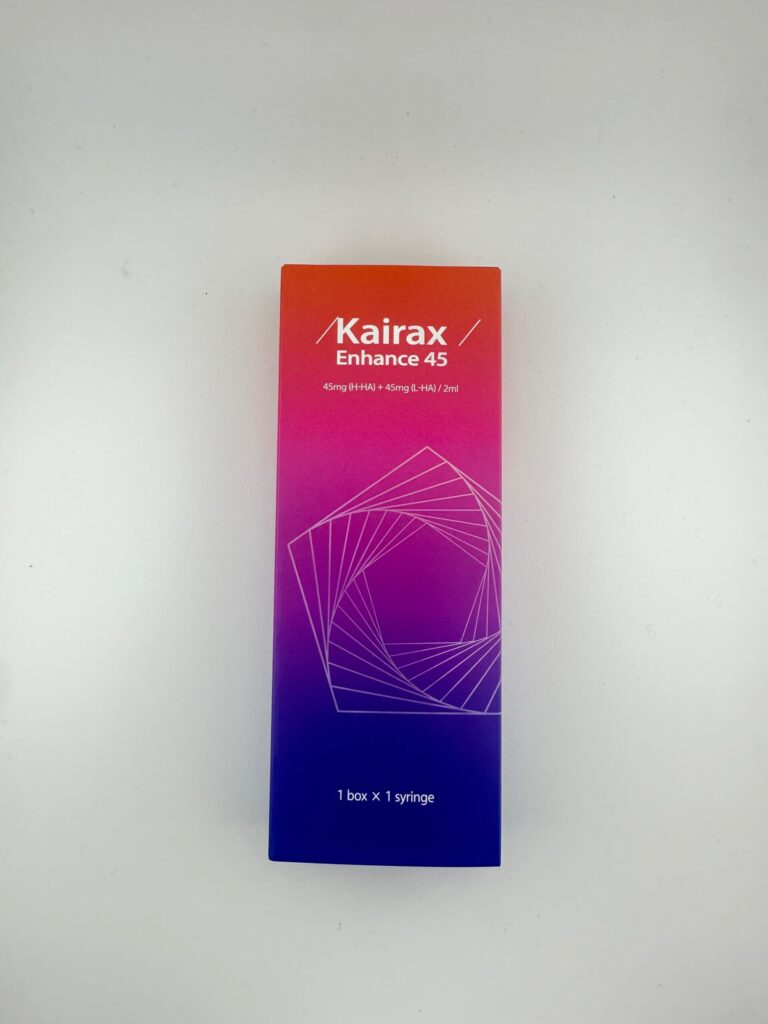 Kairax
Enhance 45
45mg (H-HA) + 45mg (L-HA) / 2ml
1 box × 1 syringe